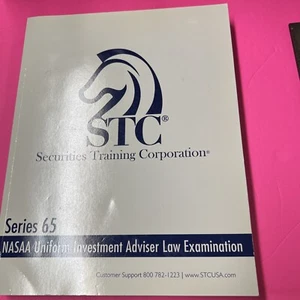 STC®
Securities Training Corporation®
Series 65
NASAA Uniform Investment Adviser Law Examination
Customer Support 800 782-1223 | www.STCUSA.com